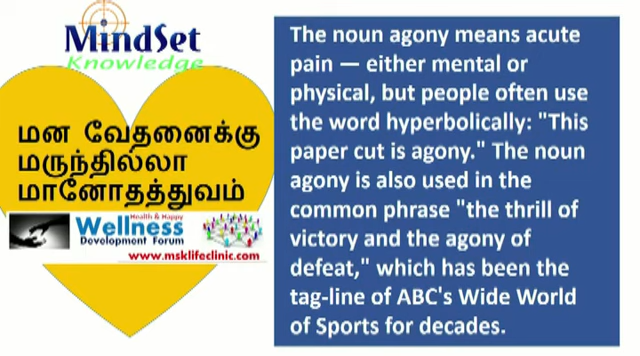 MindSet
Knowledge
மன வேதனைக்கு
மருந்தில்லா
மானோதத்துவம்
Health & Happy
Wellness
Development Forum
www.msklifeclinic.com
The noun agony means acute
pain — either mental or
physical, but people often use
the word hyperbolically: "This
paper cut is agony." The noun
agony is also used in the
common phrase "the thrill of
victory and the agony of
defeat," which has been the
tag-line of ABC's Wide World
of Sports for decades.